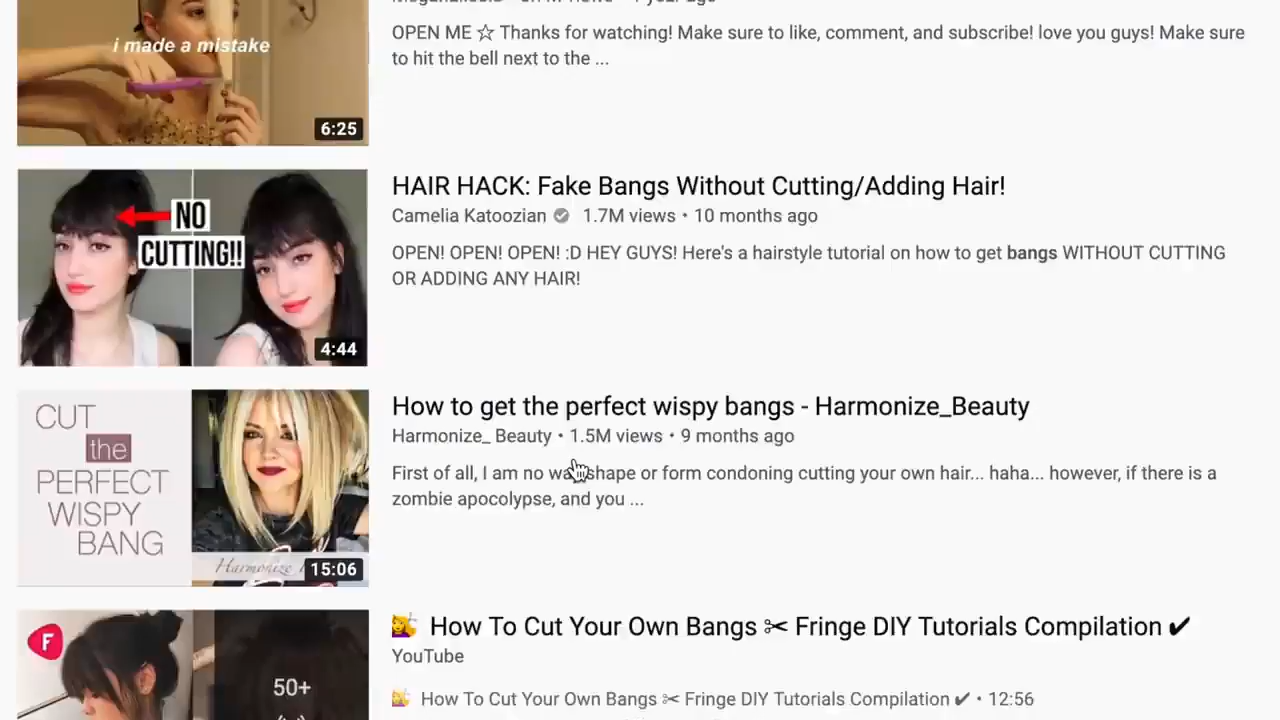 i made a mistake
6:25
OPEN ME ☆ Thanks for watching! Make sure to like, comment, and subscribe! love you guys! Make sure
to hit the bell next to the ...
NO
CUTTING!!
4:44
HAIR HACK: Fake Bangs Without Cutting/Adding Hair!
Camelia Katoozian 1.7M views • 10 months ago
OPEN! OPEN! OPEN! :D HEY GUYS! Here's a hairstyle tutorial on how to get bangs WITHOUT CUTTING
OR ADDING ANY HAIR!
CUT
the
PERFECT
WISPY
BANG
15:06
How to get the perfect wispy bangs - Harmonize_Beauty
Harmonize_ Beauty • 1.5M views • 9 months ago
First of all, I am no way shape or form condoning cutting your own hair... haha... however, if there is a
zombie apocolypse, and you ...
F
50+
💇 How To Cut Your Own Bangs ✂ Fringe DIY Tutorials Compilation ✔
YouTube
💇 How To Cut Your Own Bangs ✂ Fringe DIY Tutorials Compilation ✔ • 12:56